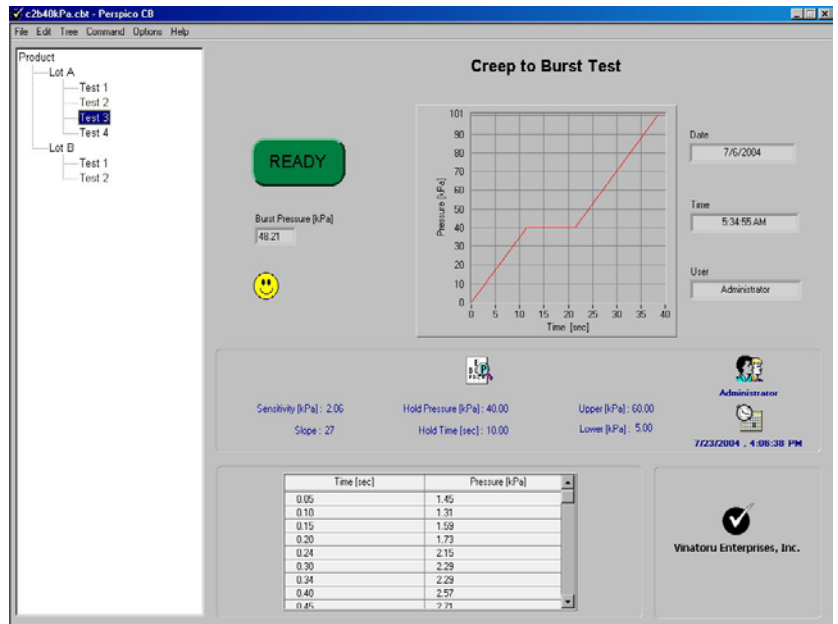 c2b40kPa.cbt - Perspico CB
File Edit Tree Command Options Help
Product
Lot A
Test 1
Test 2
Test 3
Test 4
Lot B
Test 1
Test 2
Creep to Burst Test
READY
Burst Pressure [kPa]
48.21
101
90
80
70
60
50
40
30
20
10
0
Pressure [kPa]
0 5 10 15 20 25 30 35 40
Time [sec]
Date
7/6/2004
Time
5:34:55 AM
User
Administrator
Sensitivity [kPa] : 2.06 Hold Pressure [kPa] : 40.00 Upper [kPa] : 60.00
Slope : 27 Hold Time [sec] : 10.00 Lower [kPa] : 5.00
Administrator
7/23/2004 , 4:06:38 PM
Time [sec] Pressure [kPa]
0.05 1.45
0.10 1.31
0.15 1.59
0.20 1.73
0.24 2.15
0.30 2.29
0.34 2.29
0.40 2.57
0.45 2.71
Vinatoru Enterprises, Inc.